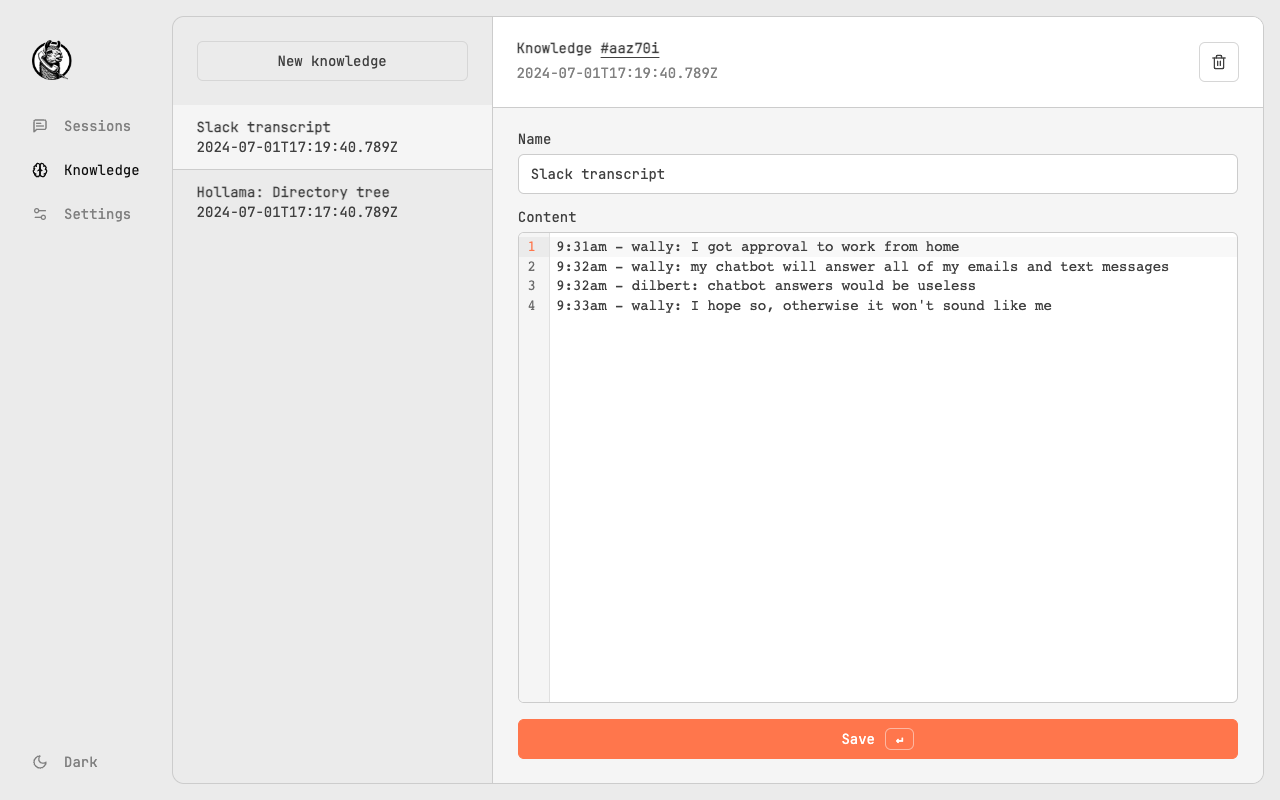 Sessions
Knowledge
Settings
Dark
New knowledge
Slack transcript
2024-07-01T17:19:40.789Z
Hollama: Directory tree
2024-07-01T17:17:40.789Z
Knowledge #aaz70i
2024-07-01T17:19:40.789Z
Name
Slack transcript
Content
1 9:31am – wally: I got approval to work from home
2 9:32am – wally: my chatbot will answer all of my emails and text messages
3 9:32am – dilbert: chatbot answers would be useless
4 9:33am – wally: I hope so, otherwise it won't sound like me
Save ↵